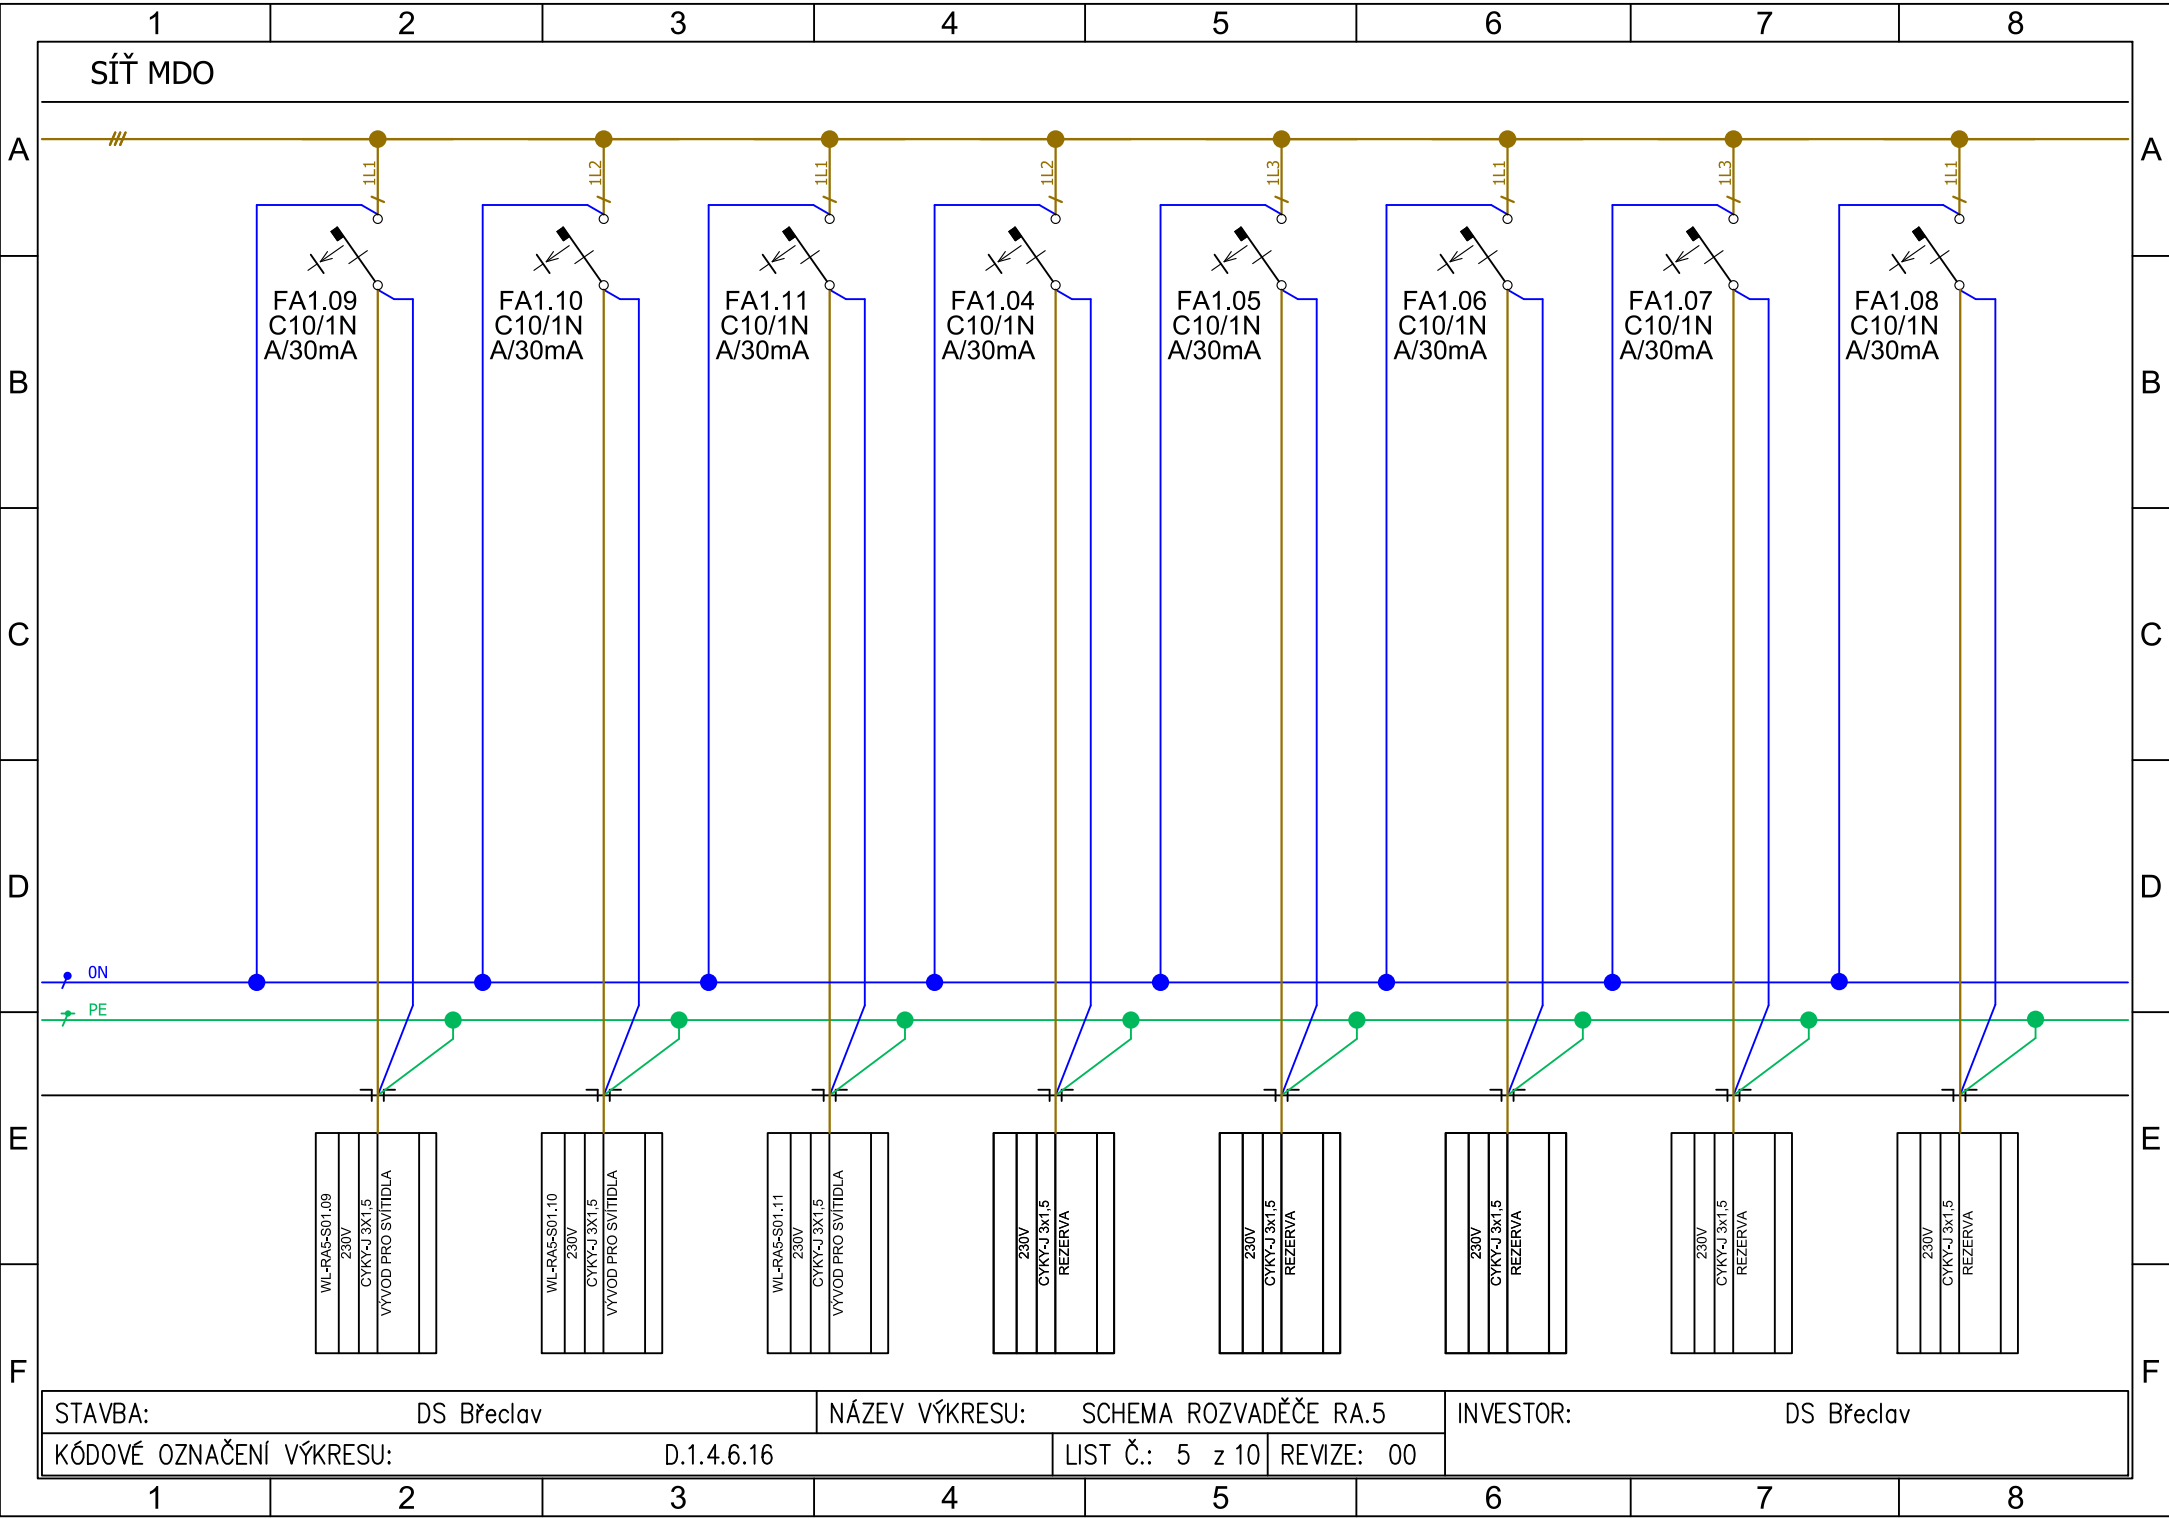 1 2 3 4 5 6 7 8
SÍŤ MDO
A A
1L1 1L2 1L1 1L2 1L3 1L1 1L3 1L1
FA1.09
C10/1N
A/30mA
FA1.10
C10/1N
A/30mA
FA1.11
C10/1N
A/30mA
FA1.04
C10/1N
A/30mA
FA1.05
C10/1N
A/30mA
FA1.06
C10/1N
A/30mA
FA1.07
C10/1N
A/30mA
FA1.08
C10/1N
A/30mA
B B
C C
D D
0N
PE
E E
WL-RA5-S01.09
230V
CYKY-J 3X1,5
VÝVOD PRO SVÍTIDLA
WL-RA5-S01.10
230V
CYKY-J 3X1,5
VÝVOD PRO SVÍTIDLA
WL-RA5-S01.11
230V
CYKY-J 3X1,5
VÝVOD PRO SVÍTIDLA
230V
CYKY-J 3x1,5
REZERVA
230V
CYKY-J 3x1,5
REZERVA
230V
CYKY-J 3x1,5
REZERVA
230V
CYKY-J 3x1,5
REZERVA
230V
CYKY-J 3x1,5
REZERVA
F F
STAVBA: DS Břeclav NÁZEV VÝKRESU: SCHEMA ROZVADĚČE RA.5 INVESTOR: DS Břeclav
KÓDOVÉ OZNAČENÍ VÝKRESU: D.1.4.6.16 LIST Č.: 5 z 10 REVIZE: 00
1 2 3 4 5 6 7 8